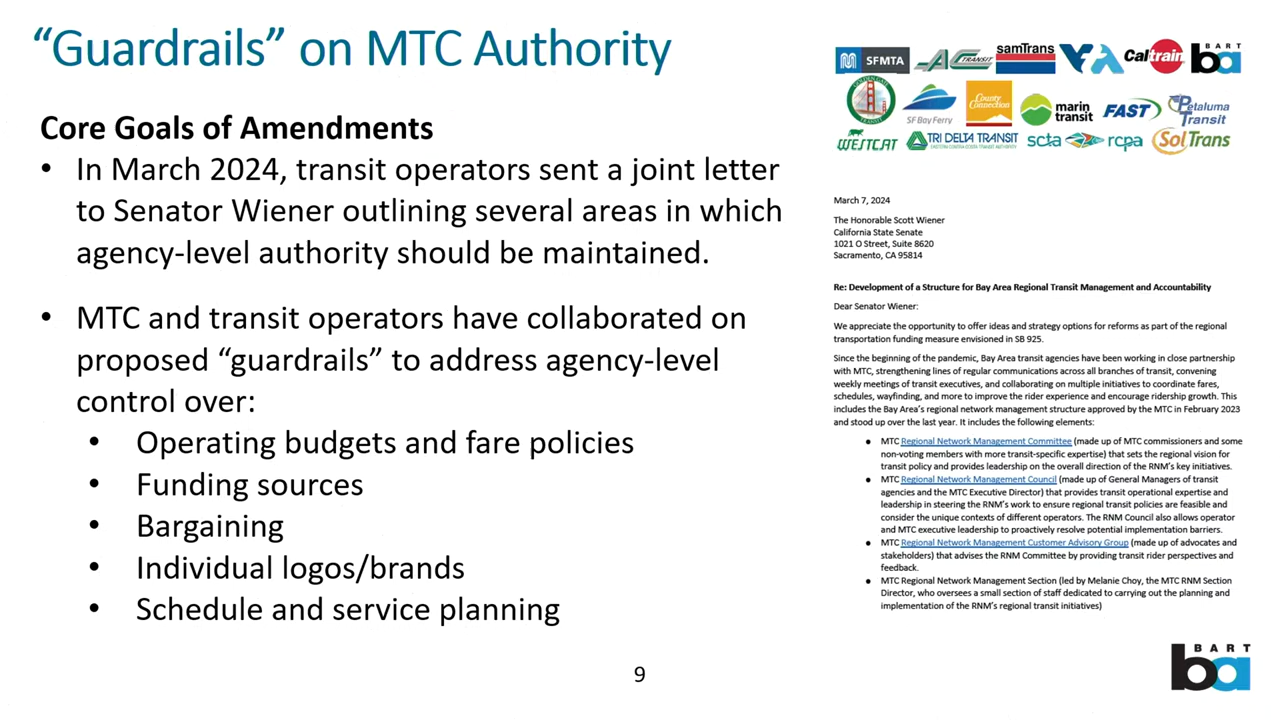 “Guardrails” on MTC Authority
Core Goals of Amendments
• In March 2024, transit operators sent a joint letter
to Senator Wiener outlining several areas in which
agency-level authority should be maintained.
• MTC and transit operators have collaborated on
proposed “guardrails” to address agency-level
control over:
• Operating budgets and fare policies
• Funding sources
• Bargaining
• Individual logos/brands
• Schedule and service planning
SFMTA AC TRANSIT samTrans VTA Caltrain BART ba
GOLDEN GATE TRANSIT SF Bay Ferry County Connection marin transit FAST Petaluma Transit
WESTCAT TRI DELTA TRANSIT scta rcpa SolTrans
March 7, 2024
The Honorable Scott Wiener
California State Senate
1021 O Street, Suite 8620
Sacramento, CA 95814
Re: Development of a Structure for Bay Area Regional Transit Management and Accountability
Dear Senator Wiener:
We appreciate the opportunity to offer ideas and strategy options for reforms as part of the regional
transportation funding measure envisioned in SB 925.
Since the beginning of the pandemic, Bay Area transit agencies have been working in close partnership
with MTC, strengthening lines of regular communications across all branches of transit, convening
weekly meetings of transit executives, and collaborating on multiple initiatives to coordinate fares,
schedules, wayfinding, and more to improve the rider experience and encourage ridership growth. This
includes the Bay Area’s regional network management structure approved by the MTC in February 2023
and stood up over the last year. It includes the following elements:
• MTC Regional Network Management Committee (made up of MTC commissioners and some
non-voting members with more transit-specific expertise) that sets the regional vision for
transit policy and provides leadership on the overall direction of the RNM’s key initiatives.
• MTC Regional Network Management Council (made up of General Managers of transit
agencies and the MTC Executive Director) that provides transit operational expertise and
leadership in steering the RNM’s work to ensure regional transit policies are feasible and
consider the unique contexts of different operators. The RNM Council also allows operator
and MTC executive leadership to proactively resolve potential implementation barriers.
• MTC Regional Network Management Customer Advisory Group (made up of advocates and
stakeholders) that advises the RNM Committee by providing transit rider perspectives and
feedback.
• MTC Regional Network Management Section (led by Melanie Choy, the MTC RNM Section
Director, who oversees a small section of staff dedicated to carrying out the planning and
implementation of the RNM’s regional transit initiatives)
9
BART
ba